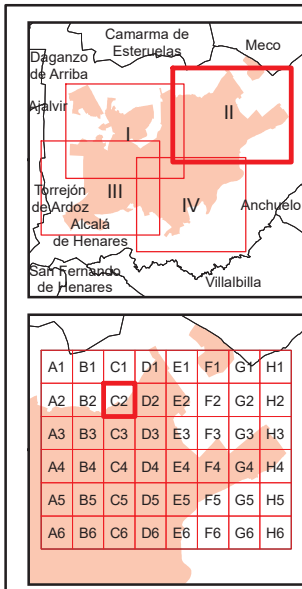 Camarma de
Esteruelas
Meco
Daganzo
de Arriba
Ajalvir
I
II
Torrejón
de Ardoz
III
IV
Anchuelo
Alcalá
de Henares
San Fernando
de Henares
Villalbilla
A1 B1 C1 D1 E1 F1 G1 H1
A2 B2 C2 D2 E2 F2 G2 H2
A3 B3 C3 D3 E3 F3 G3 H3
A4 B4 C4 D4 E4 F4 G4 H4
A5 B5 C5 D5 E5 F5 G5 H5
A6 B6 C6 D6 E6 F6 G6 H6